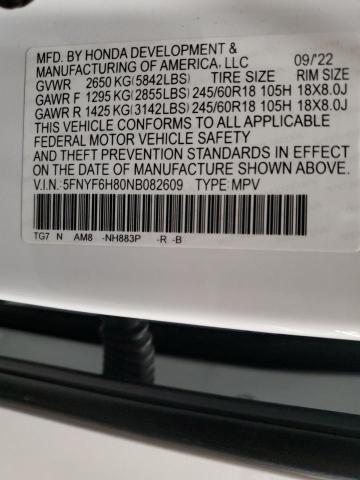 MFD. BY HONDA DEVELOPMENT &
MANUFACTURING OF AMERICA, LLC 09/'22
GVWR 2650 KG (5842LBS) TIRE SIZE RIM SIZE
GAWR F 1295 KG (2855LBS) 245/60R18 105H 18X8.0J
GAWR R 1425 KG (3142LBS) 245/60R18 105H 18X8.0J
THIS VEHICLE CONFORMS TO ALL APPLICABLE
FEDERAL MOTOR VEHICLE SAFETY
AND THEFT PREVENTION STANDARDS IN EFFECT
ON THE DATE OF MANUFACTURE SHOWN ABOVE.
V.I.N.: 5FNYF6H80NB082609 TYPE: MPV
TG7 N AM8 -NH883P -R -B